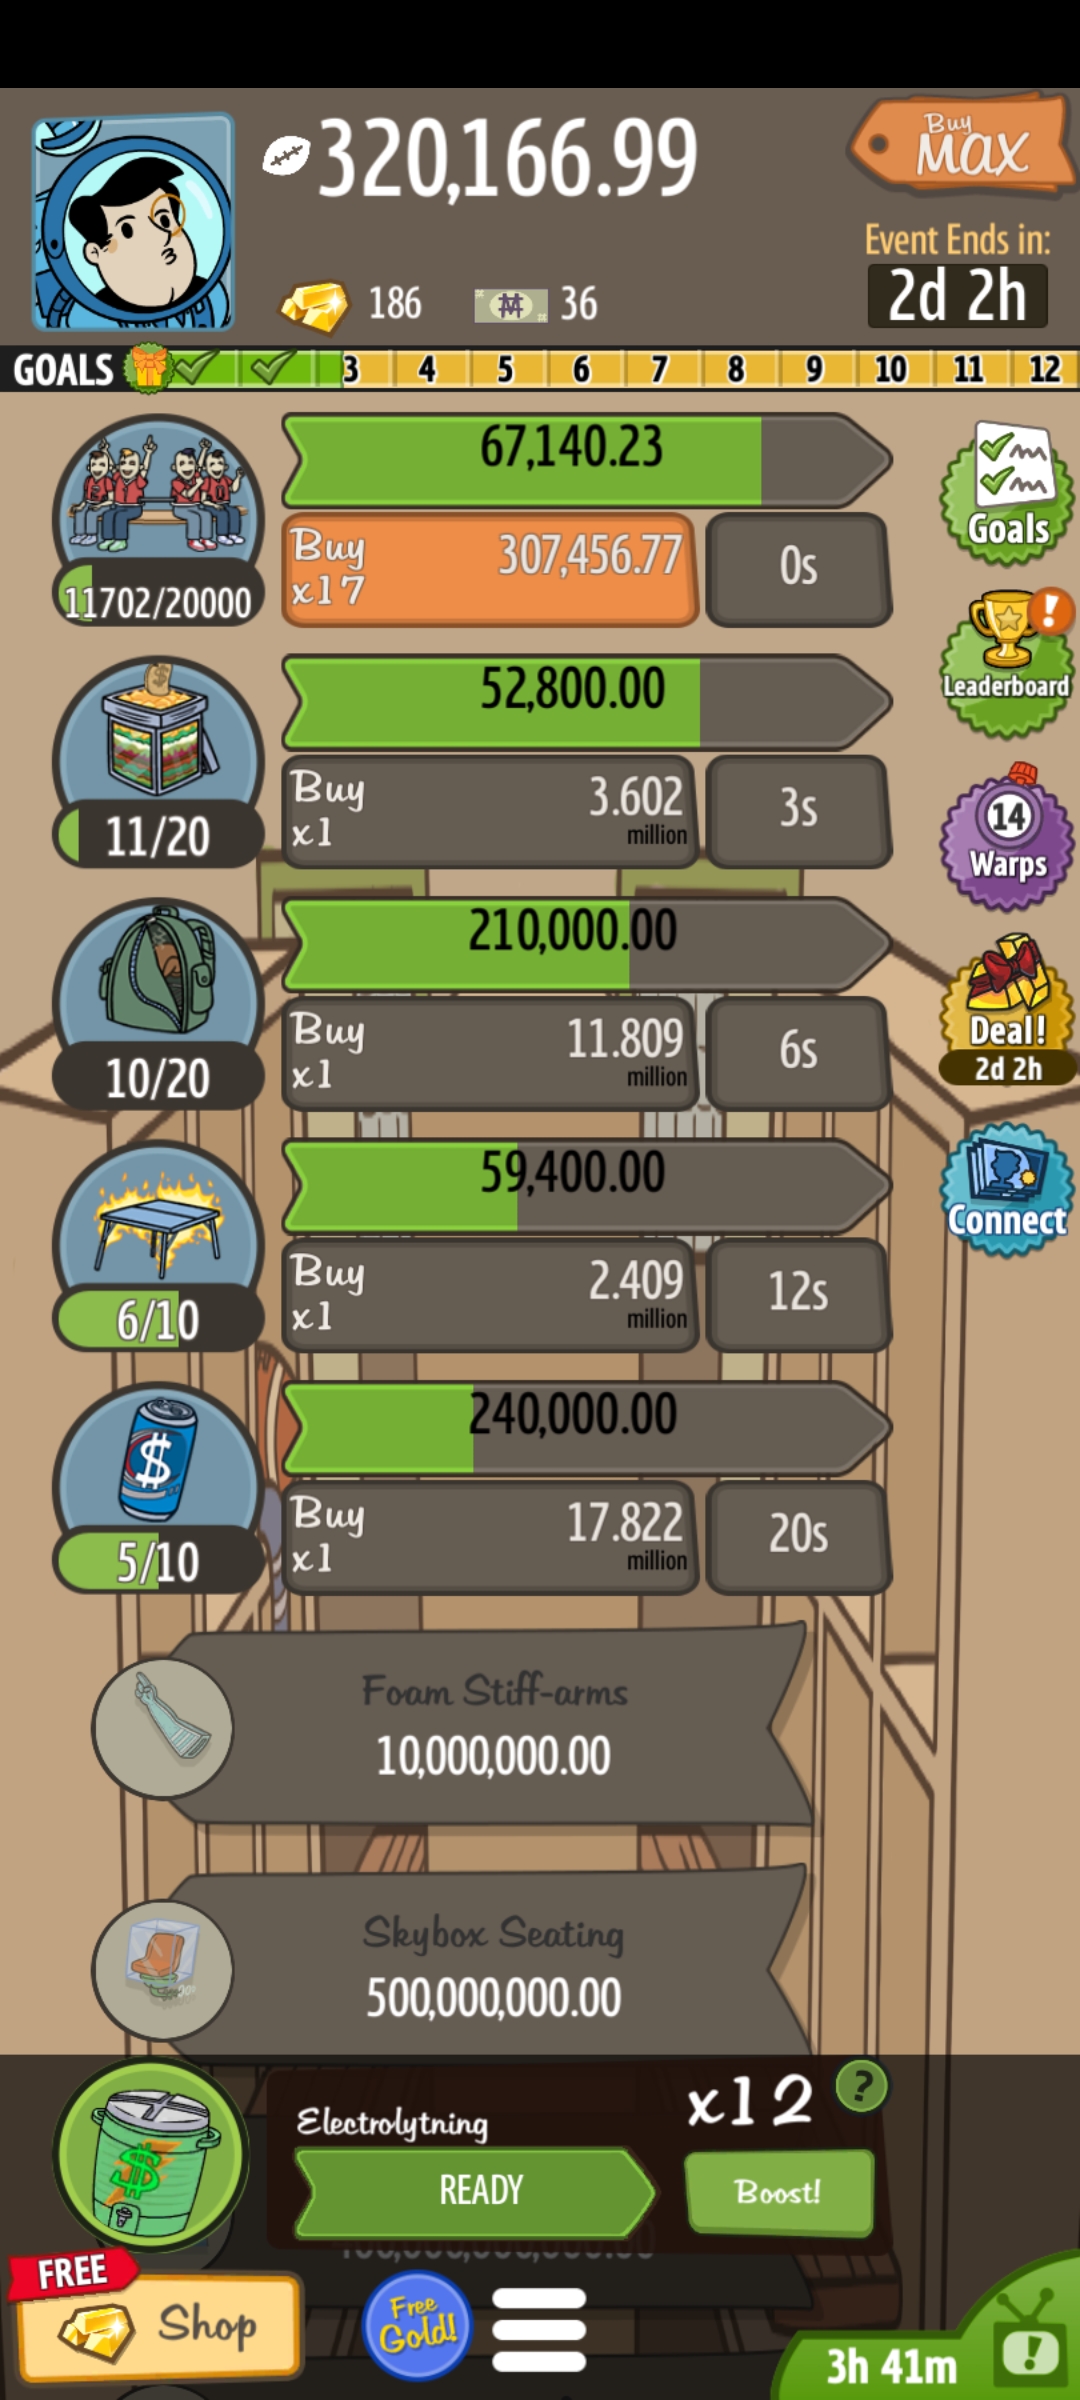 320,166.99
Buy
MAX
Event Ends in:
2d 2h
186
36
GOALS 3 4 5 6 7 8 9 10 11 12
67,140.23
Buy
x17
307,456.77
0s
11702/20000
Goals
52,800.00
Buy
x1
3.602
million
3s
11/20
Leaderboard
210,000.00
Buy
x1
11.809
million
6s
10/20
14
Warps
Deal!
2d 2h
59,400.00
Buy
x1
2.409
million
12s
6/10
Connect
240,000.00
Buy
x1
17.822
million
20s
5/10
Foam Stiff-arms
10,000,000.00
Skybox Seating
500,000,000.00
Electrolytning
x12
?
READY
Boost!
FREE
Shop
Free
Gold!
3h 41m